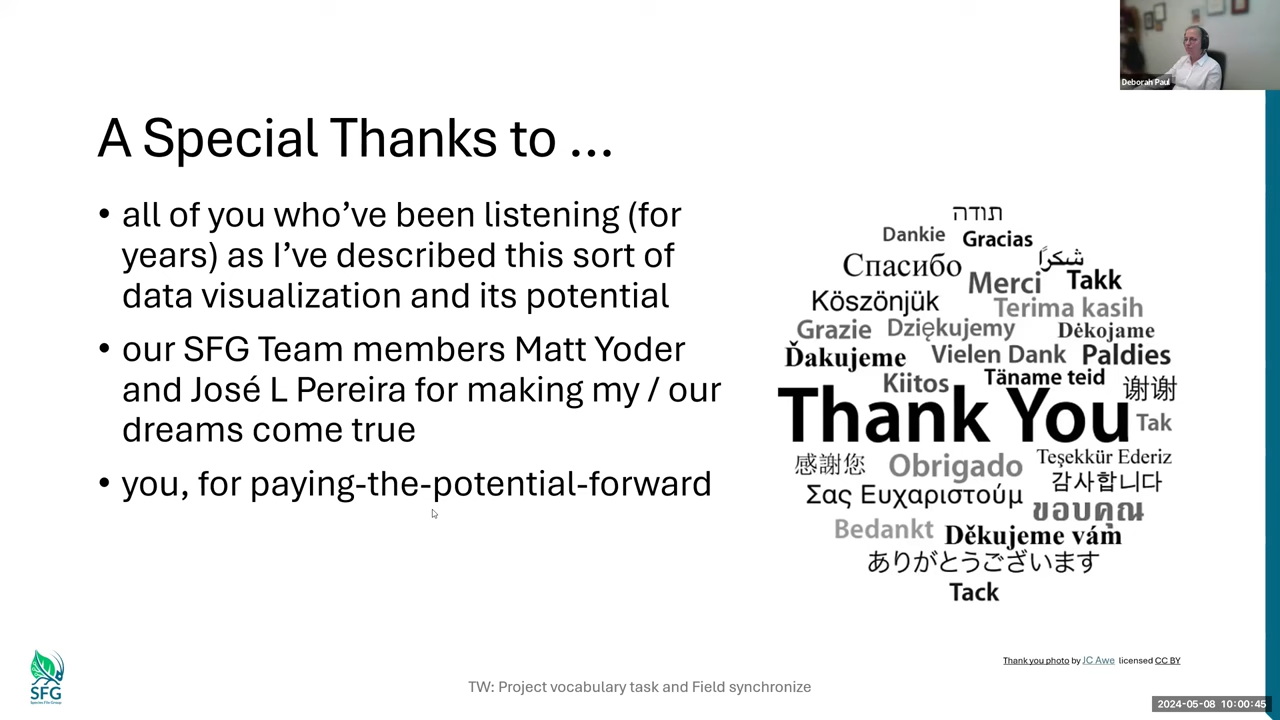 Deborah Paul
A Special Thanks to ...
• all of you who’ve been listening (for
years) as I’ve described this sort of
data visualization and its potential
• our SFG Team members Matt Yoder
and José L Pereira for making my / our
dreams come true
• you, for paying-the-potential-forward
תודה
Dankie Gracias
Спасибо شكراً
Merci Takk
Köszönjük Terima kasih
Grazie Dziękujemy Dėkojame
Ďakujeme Vielen Dank Paldies
Kiitos Täname teid 谢谢
Thank You Tak
感謝您 Obrigado Teşekkür Ederiz
Σας Ευχαριστούμ 감사합니다
ขอบคุณ
Bedankt Děkujeme vám
ありがとうございます
Tack
Thank you photo by JC Awe licensed CC BY
SFG
Species File Group
TW: Project vocabulary task and Field synchronize
2024-05-08 10:00:45